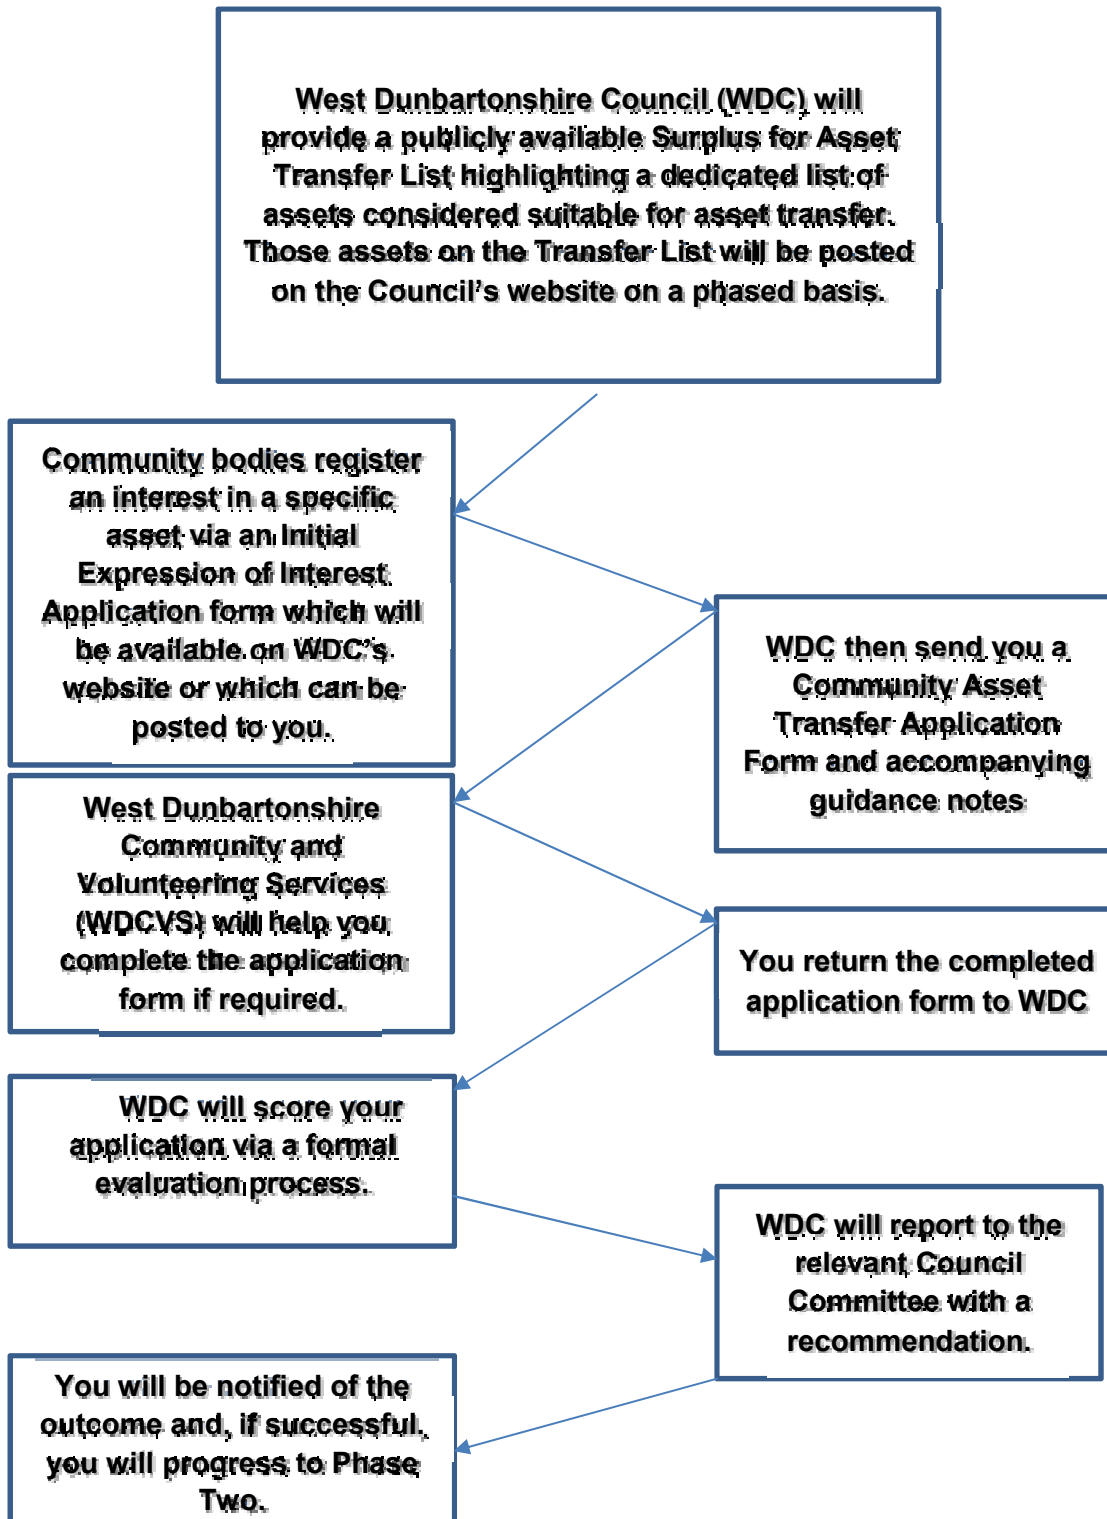 West Dunbartonshire Council (WDC) will
provide a publicly available Surplus for Asset
Transfer List highlighting a dedicated list of
assets considered suitable for asset transfer.
Those assets on the Transfer List will be posted
on the Council's website on a phased basis.
Community bodies register
an interest in a specific
asset via an Initial
Expression of Interest
Application form which will
be available on WDC's
website or which can be
posted to you.
WDC then send you a
Community Asset
Transfer Application
Form and accompanying
guidance notes
West Dunbartonshire
Community and
Volunteering Services
(WDCVS) will help you
complete the application
form if required.
You return the completed
application form to WDC
WDC will score your
application via a formal
evaluation process.
WDC will report to the
relevant Council
Committee with a
recommendation.
You will be notified of the
outcome and, if successful,
you will progress to Phase
Two.